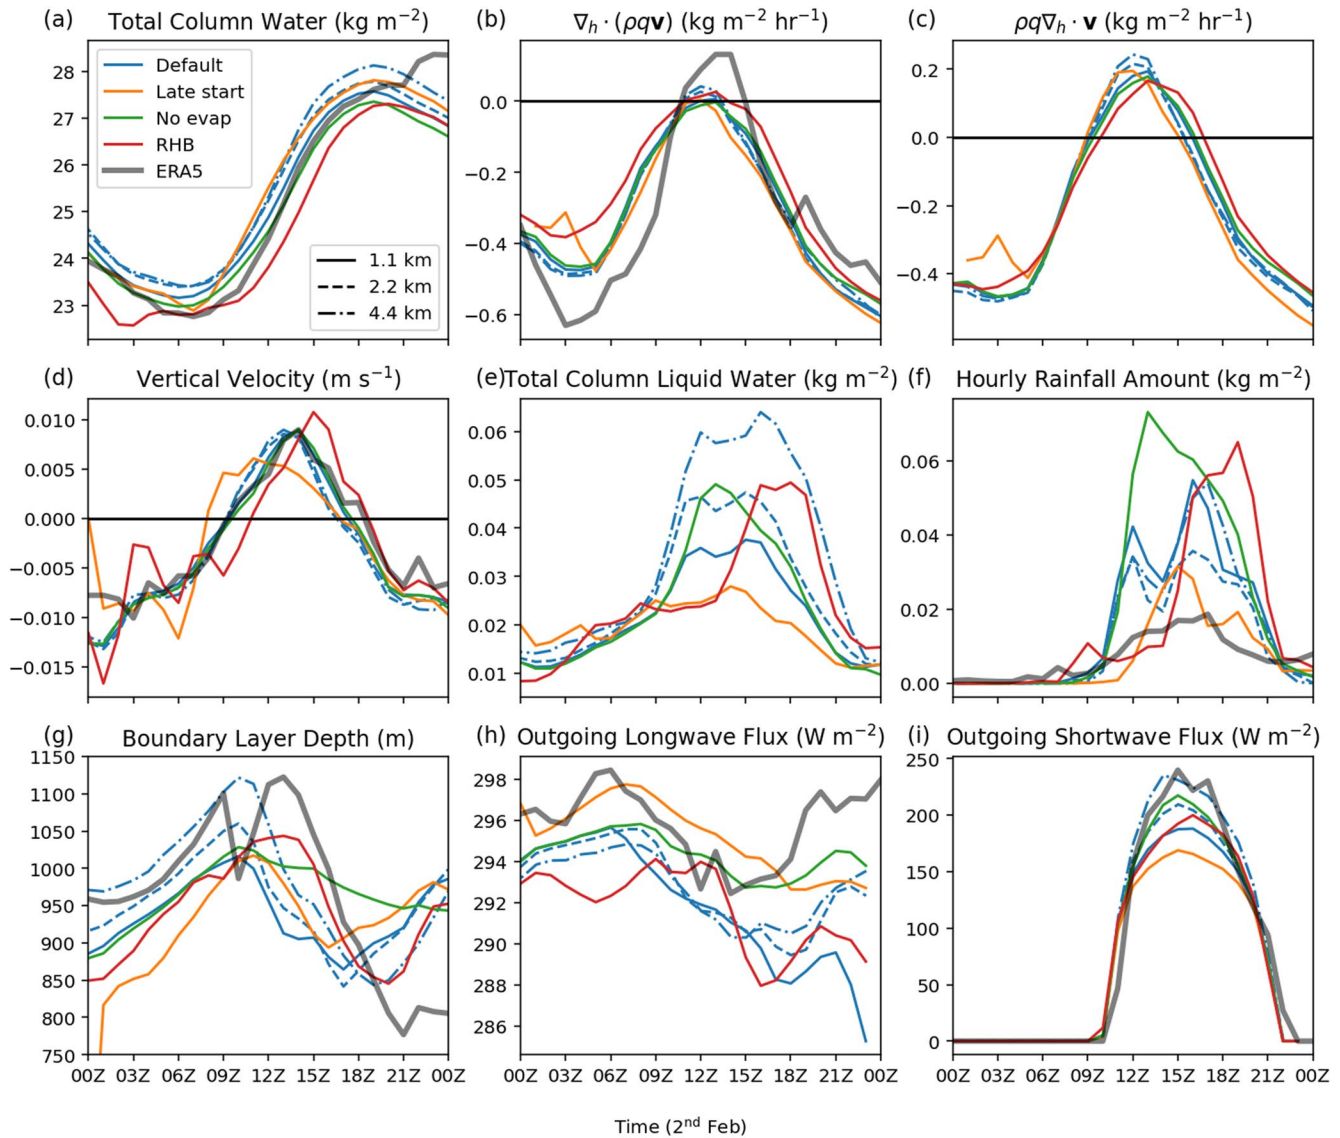 (a) Total Column Water (kg m⁻²)
28
27
26
25
24
23
Default
Late start
No evap
RHB
ERA5
1.1 km
2.2 km
4.4 km
(b) ∇ₕ · (ρq𝐯) (kg m⁻² hr⁻¹)
0.0
−0.2
−0.4
−0.6
(c) ρq∇ₕ · 𝐯 (kg m⁻² hr⁻¹)
0.2
0.0
−0.2
−0.4
(d) Vertical Velocity (m s⁻¹)
0.010
0.005
0.000
−0.005
−0.010
−0.015
(e) Total Column Liquid Water (kg m⁻²)
0.06
0.05
0.04
0.03
0.02
0.01
(f) Hourly Rainfall Amount (kg m⁻²)
0.06
0.04
0.02
0.00
(g) Boundary Layer Depth (m)
1150
1100
1050
1000
950
900
850
800
750
00Z 03Z 06Z 09Z 12Z 15Z 18Z 21Z 00Z
(h) Outgoing Longwave Flux (W m⁻²)
298
296
294
292
290
288
286
00Z 03Z 06Z 09Z 12Z 15Z 18Z 21Z 00Z
(i) Outgoing Shortwave Flux (W m⁻²)
250
200
150
100
50
0
00Z 03Z 06Z 09Z 12Z 15Z 18Z 21Z 00Z
Time (2ⁿᵈ Feb)